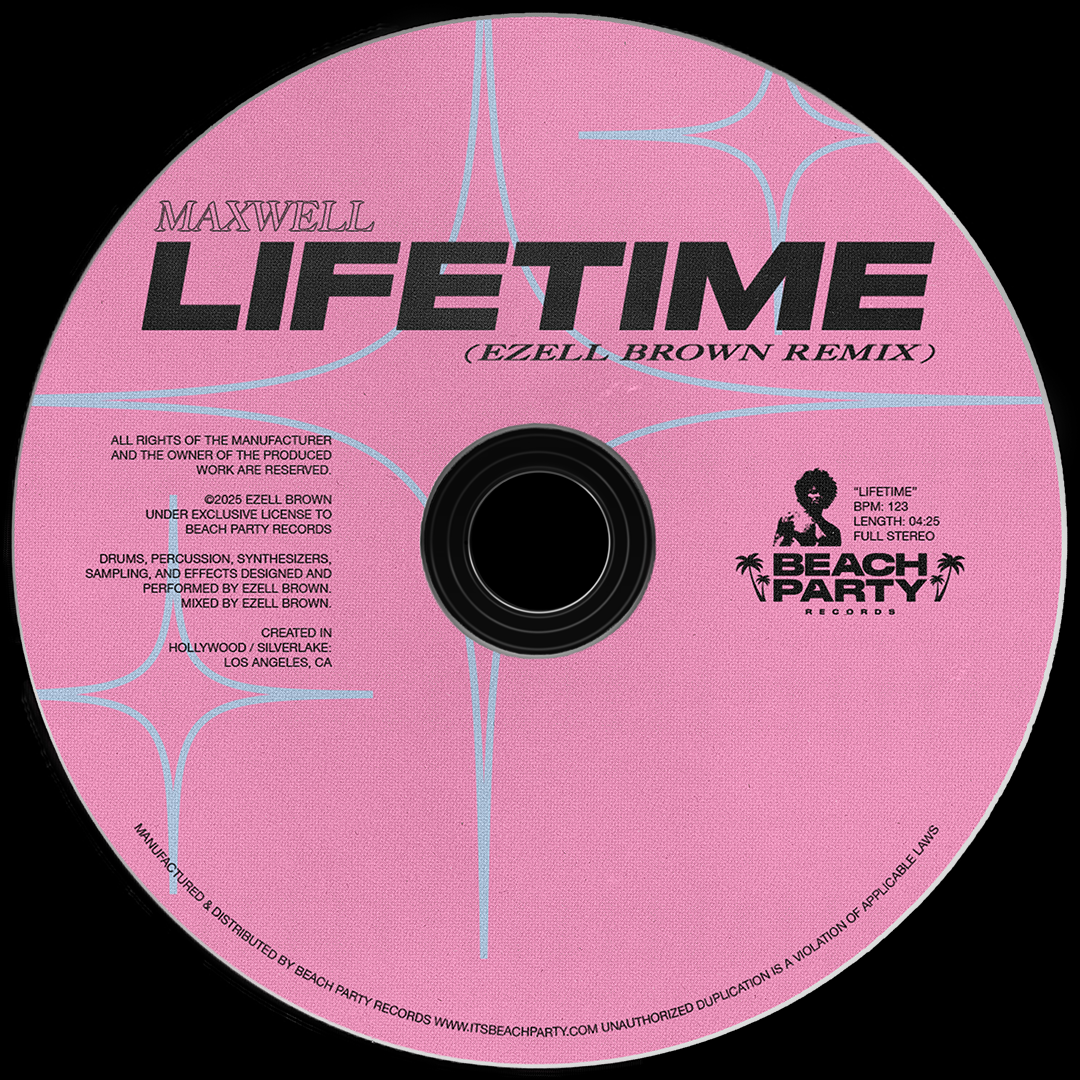 MAXWELL
LIFETIME
(EZELL BROWN REMIX)
ALL RIGHTS OF THE MANUFACTURER
AND THE OWNER OF THE PRODUCED
WORK ARE RESERVED.
©2025 EZELL BROWN
UNDER EXCLUSIVE LICENSE TO
BEACH PARTY RECORDS
DRUMS, PERCUSSION, SYNTHESIZERS,
SAMPLING, AND EFFECTS DESIGNED AND
PERFORMED BY EZELL BROWN.
MIXED BY EZELL BROWN.
CREATED IN
HOLLYWOOD / SILVERLAKE:
LOS ANGELES, CA
“LIFETIME”
BPM: 123
LENGTH: 04:25
FULL STEREO
BEACH
PARTY
RECORDS
MANUFACTURED & DISTRIBUTED BY BEACH PARTY RECORDS WWW.ITSBEACHPARTY.COM UNAUTHORIZED DUPLICATION IS A VIOLATION OF APPLICABLE LAWS